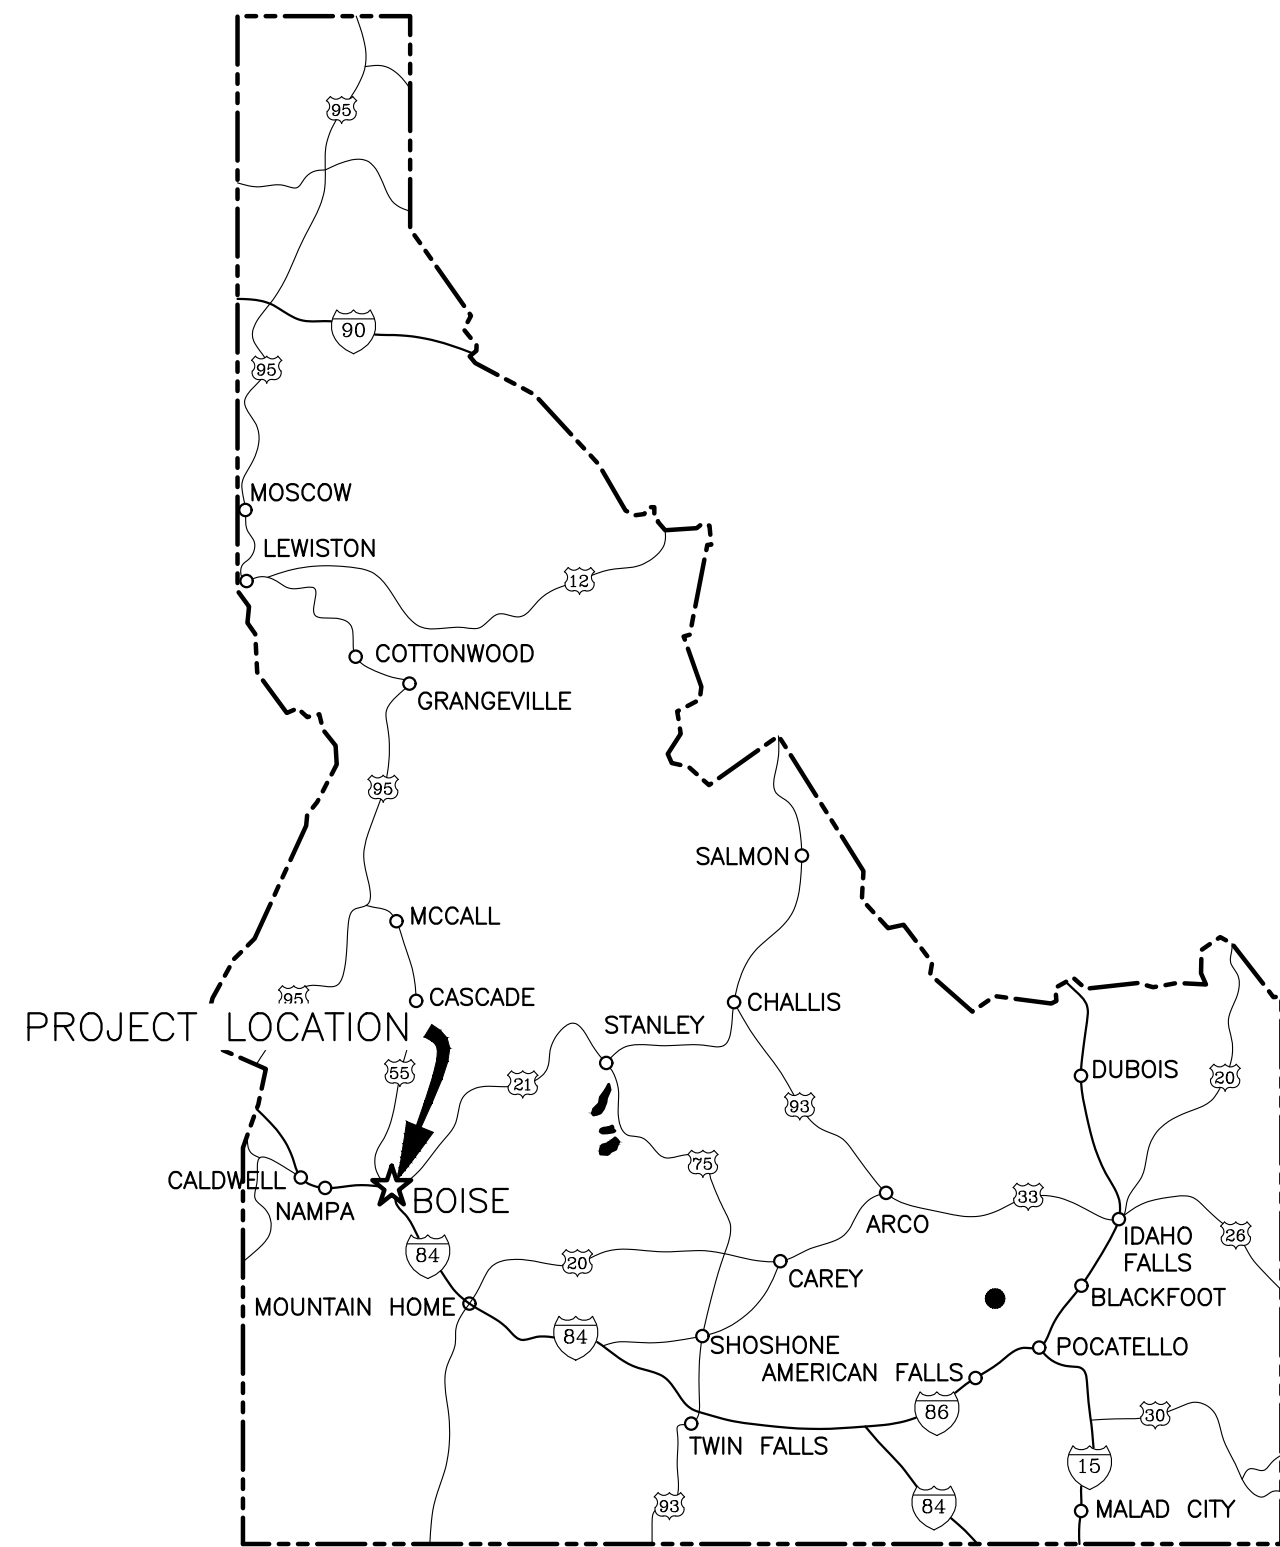 95
90
95
MOSCOW
LEWISTON
12
COTTONWOOD
GRANGEVILLE
95
SALMON
MCCALL
95
CASCADE
CHALLIS
PROJECT LOCATION
STANLEY
55
21
DUBOIS
20
93
75
CALDWELL
NAMPA
BOISE
33
ARCO
IDAHO
FALLS
26
84
20
CAREY
MOUNTAIN HOME
BLACKFOOT
84
SHOSHONE
POCATELLO
AMERICAN FALLS
86
30
TWIN FALLS
15
93
84
MALAD CITY